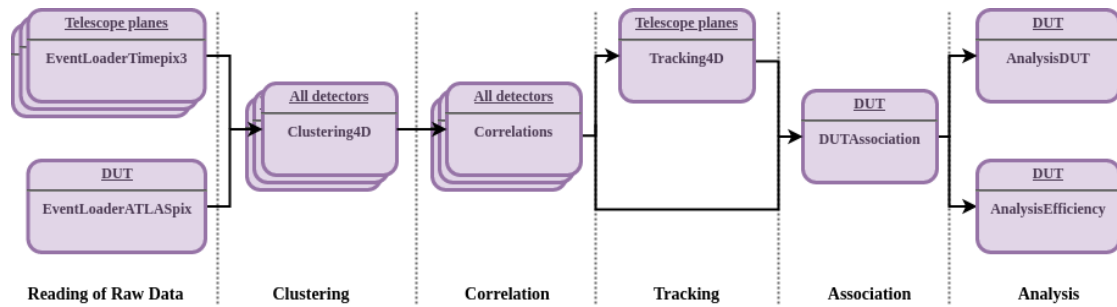 Telescope planes
EventLoaderTimepix3
DUT
EventLoaderATLASpix
Reading of Raw Data
All detectors
Clustering4D
Clustering
All detectors
Correlations
Correlation
Telescope planes
Tracking4D
Tracking
DUT
DUTAssociation
Association
DUT
AnalysisDUT
DUT
AnalysisEfficiency
Analysis